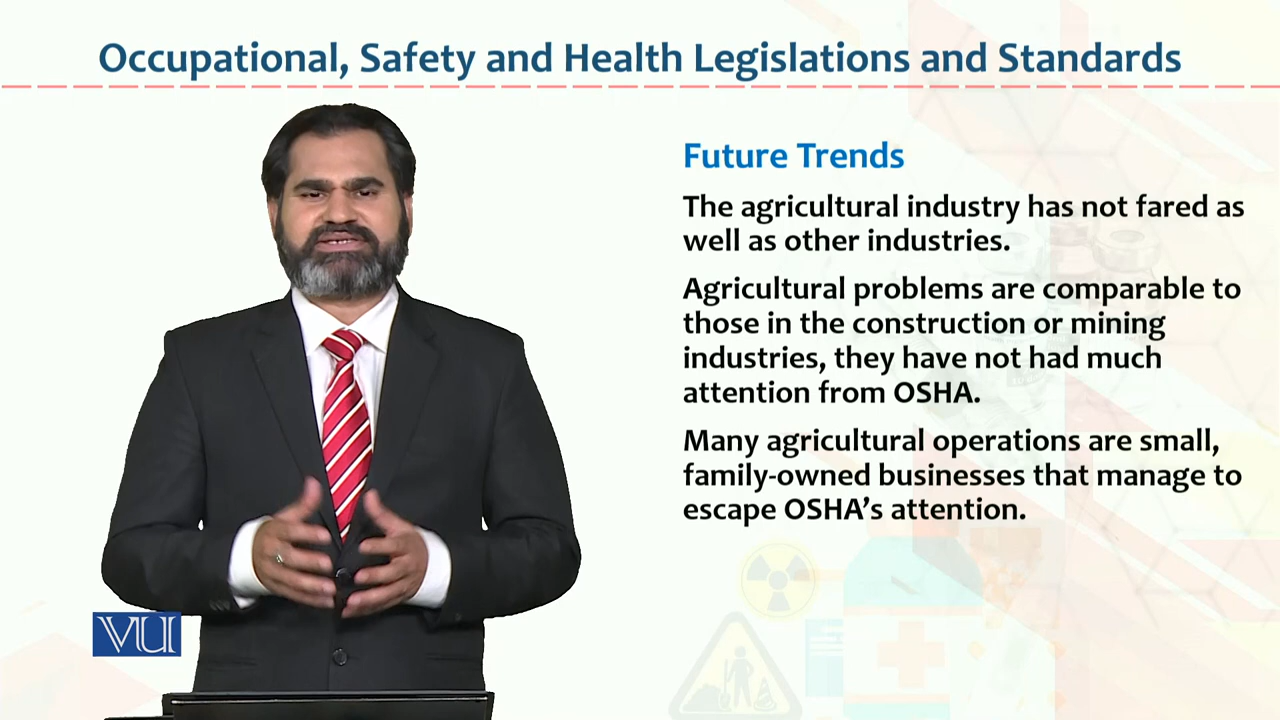 Occupational, Safety and Health Legislations and Standards
Future Trends
The agricultural industry has not fared as
well as other industries.
Agricultural problems are comparable to
those in the construction or mining
industries, they have not had much
attention from OSHA.
Many agricultural operations are small,
family-owned businesses that manage to
escape OSHA’s attention.
VU